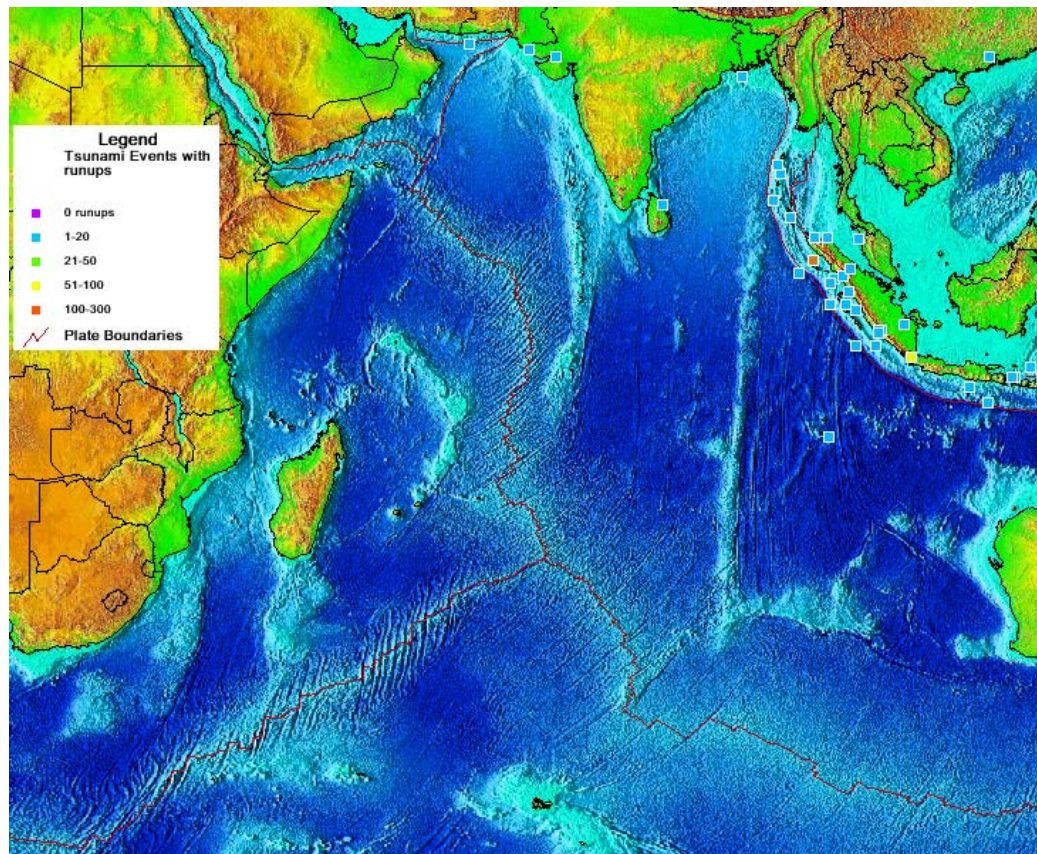 Legend
Tsunami Events with
runups
0 runups
1-20
21-50
51-100
100-300
Plate Boundaries